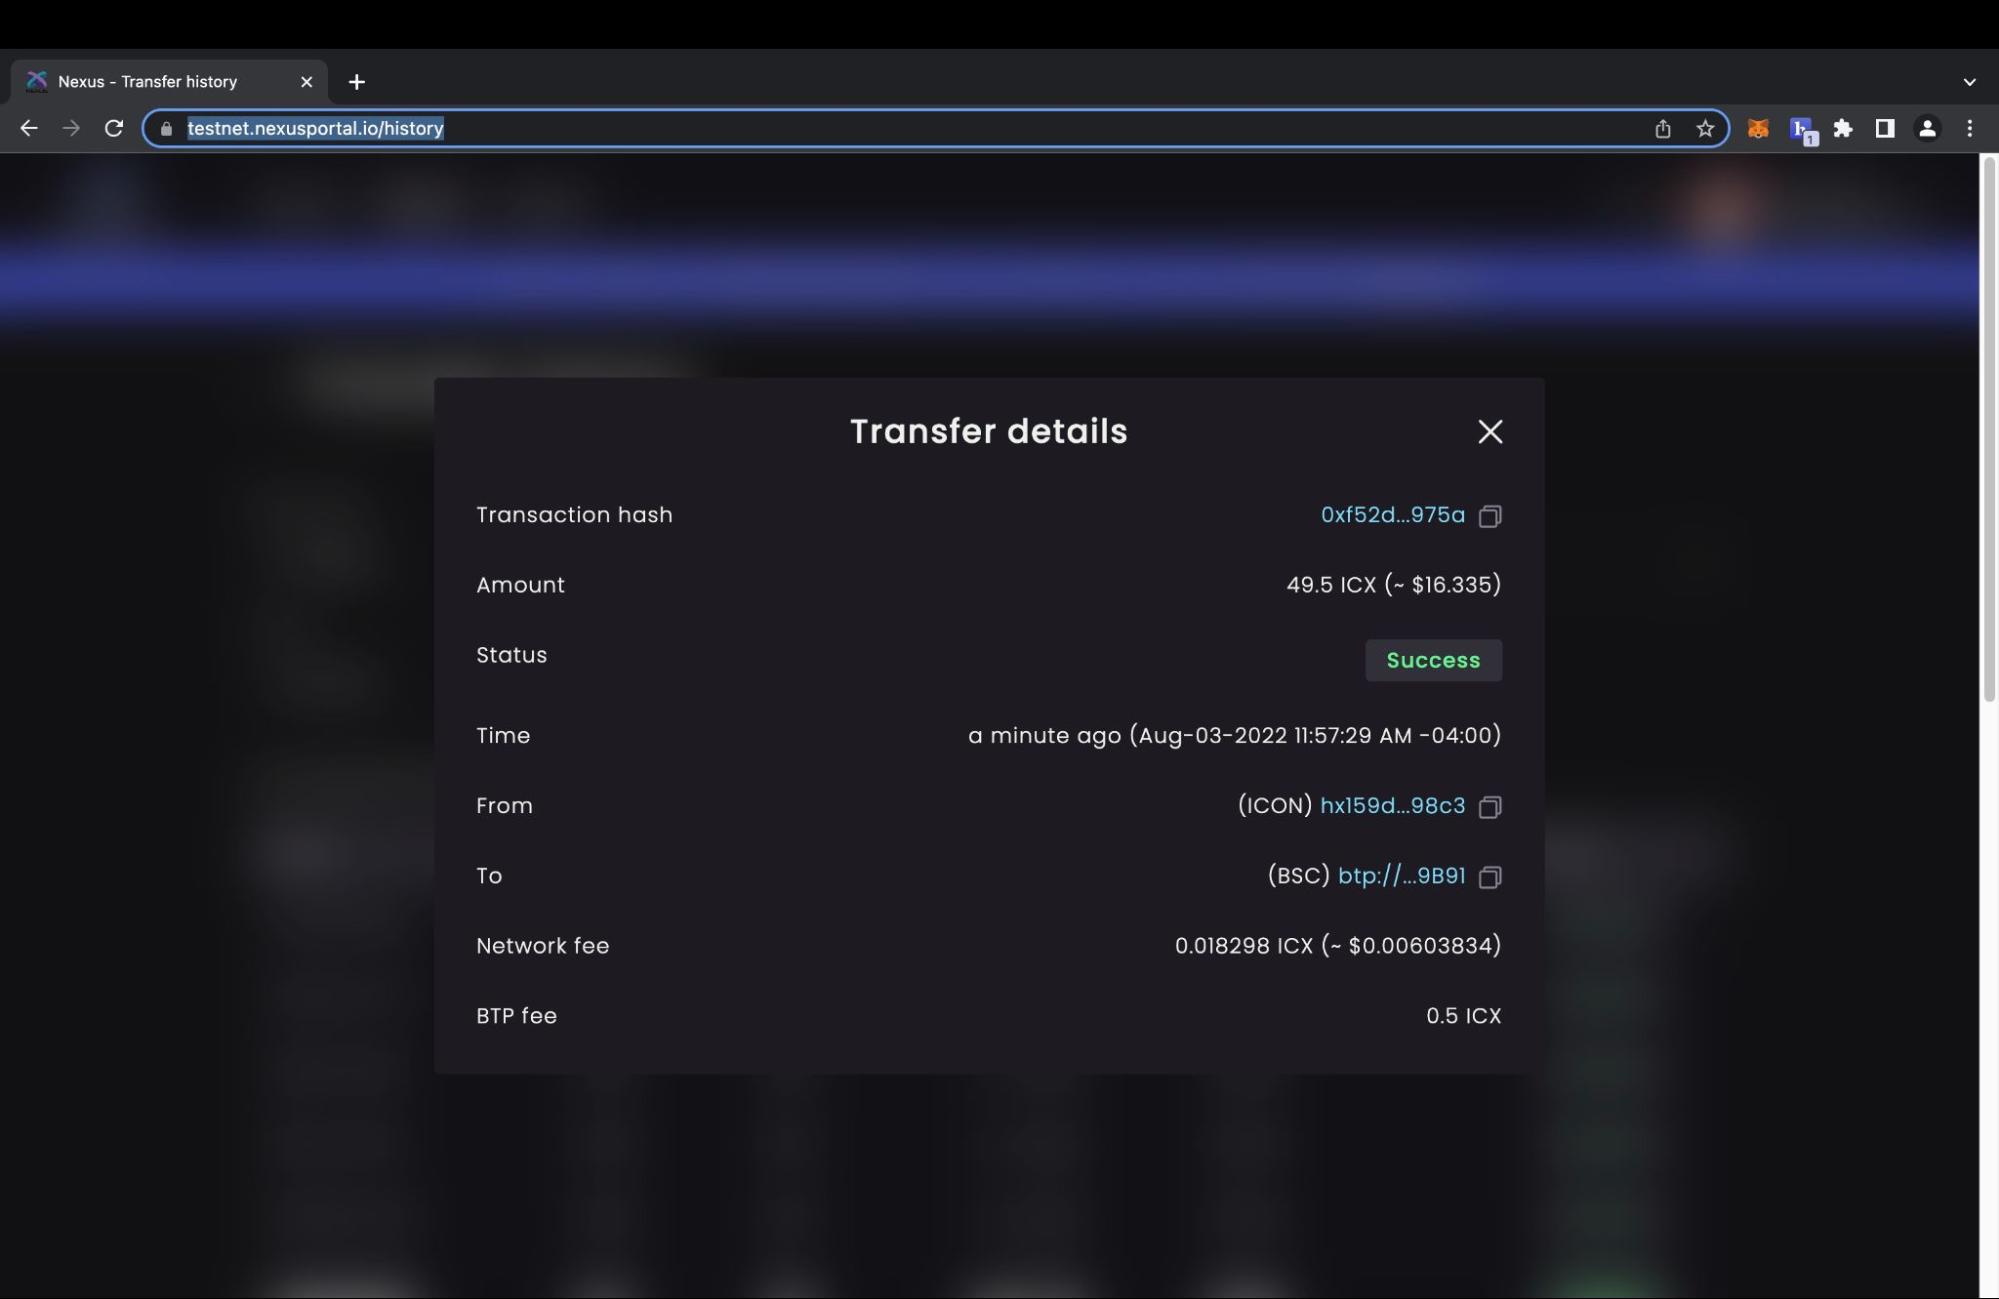 Nexus - Transfer history
testnet.nexusportal.io/history
1
Transfer details
Transaction hash 0xf52d...975a
Amount 49.5 ICX (~ $16.335)
Status Success
Time a minute ago (Aug-03-2022 11:57:29 AM -04:00)
From (ICON) hx159d...98c3
To (BSC) btp://...9B91
Network fee 0.018298 ICX (~ $0.00603834)
BTP fee 0.5 ICX